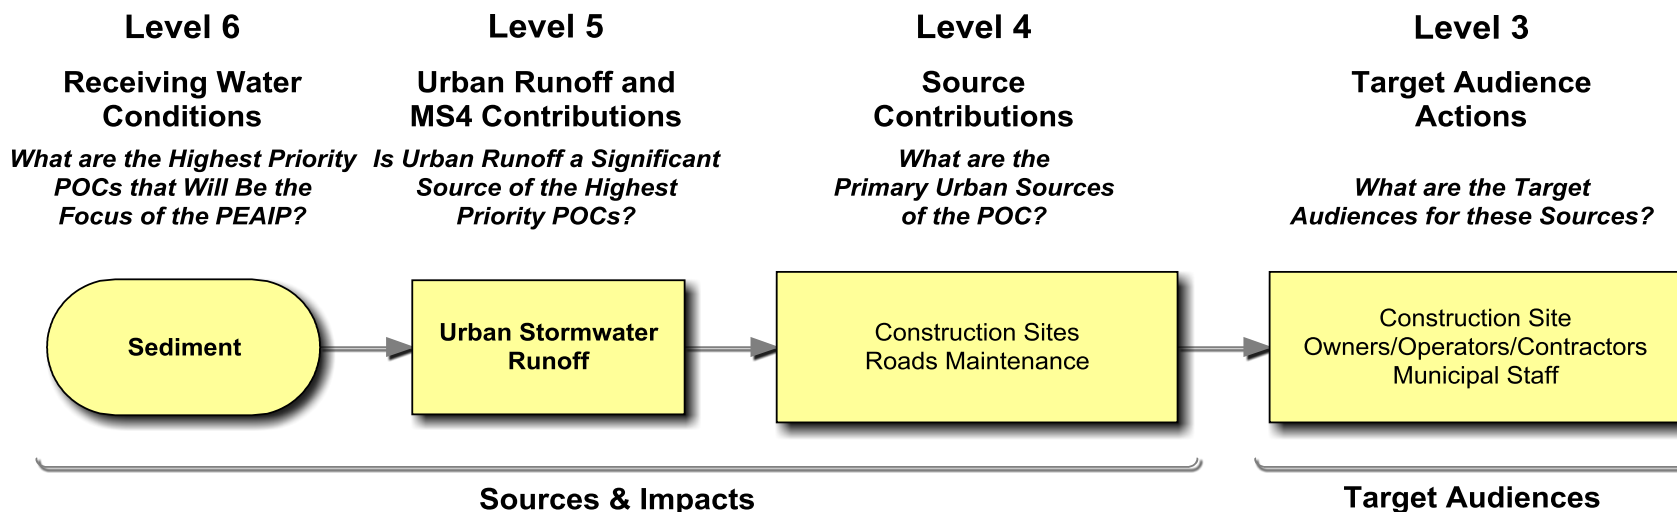 Level 6
Receiving Water
Conditions
What are the Highest Priority
POCs that Will Be the
Focus of the PEAIP?
Level 5
Urban Runoff and
MS4 Contributions
Is Urban Runoff a Significant
Source of the Highest
Priority POCs?
Level 4
Source
Contributions
What are the
Primary Urban Sources
of the POC?
Level 3
Target Audience
Actions
What are the Target
Audiences for these Sources?
Sediment
Urban Stormwater
Runoff
Construction Sites
Roads Maintenance
Construction Site
Owners/Operators/Contractors
Municipal Staff
Sources & Impacts
Target Audiences